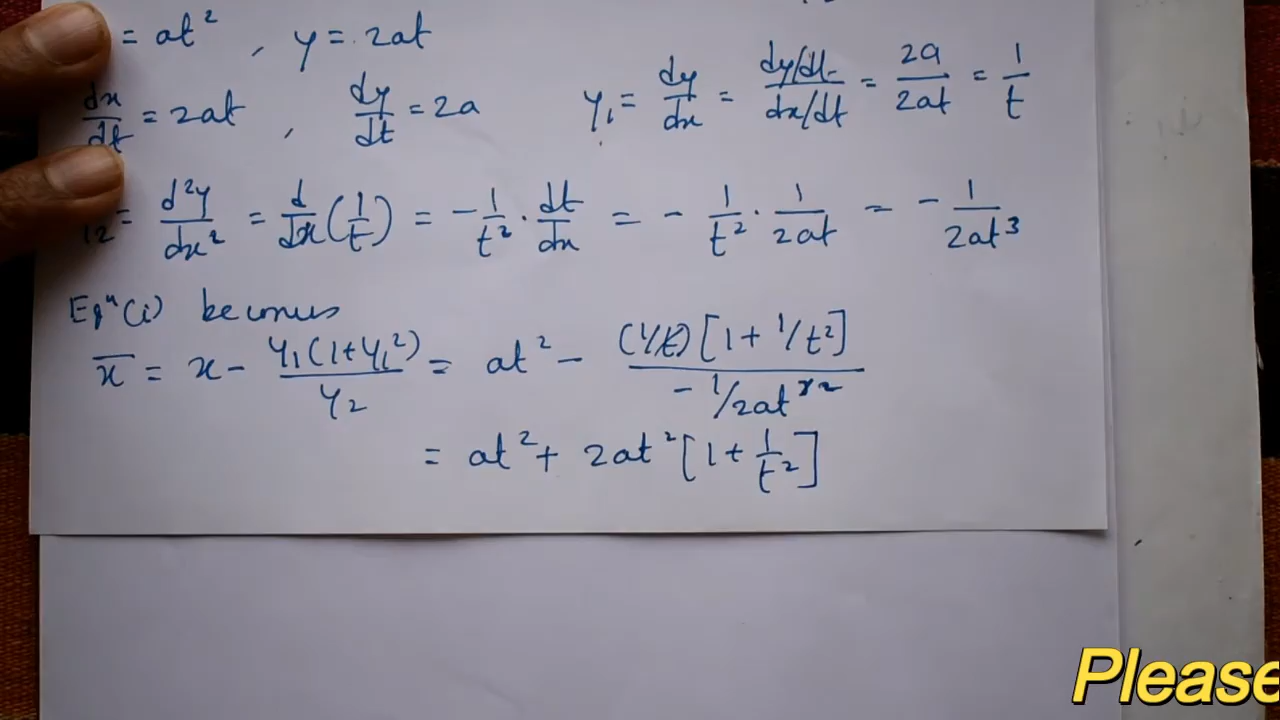 = at², y = 2at
dx/dt = 2at, dy/dt = 2a y₁ = dy/dx = (dy/dt)/(dx/dt) = 2a/2at = 1/t
y₂ = d²y/dx² = d/dx(1/t) = -1/t² · dt/dx = - 1/t² · 1/2at = - 1/2at³
Eqⁿ(i) becomes
x̄ = x - y₁(1+y₁²)/y₂ = at² - (1/t)[1 + 1/t²]/(-1/2at³²)
= at² + 2at²[1 + 1/t²]
Please